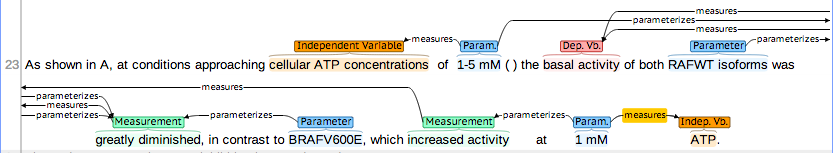 measures
parameterizes
Independent Variable measures Param. Dep. Vb. measures Parameter parameterizes
23 As shown in A, at conditions approaching cellular ATP concentrations of 1-5 mM ( ) the basal activity of both RAFWT isoforms was
measures
parameterizes
measures
parameterizes Measurement parameterizes Parameter Measurement parameterizes Param. measures Indep. Vb.
greatly diminished, in contrast to BRAFV600E, which increased activity at 1 mM ATP.